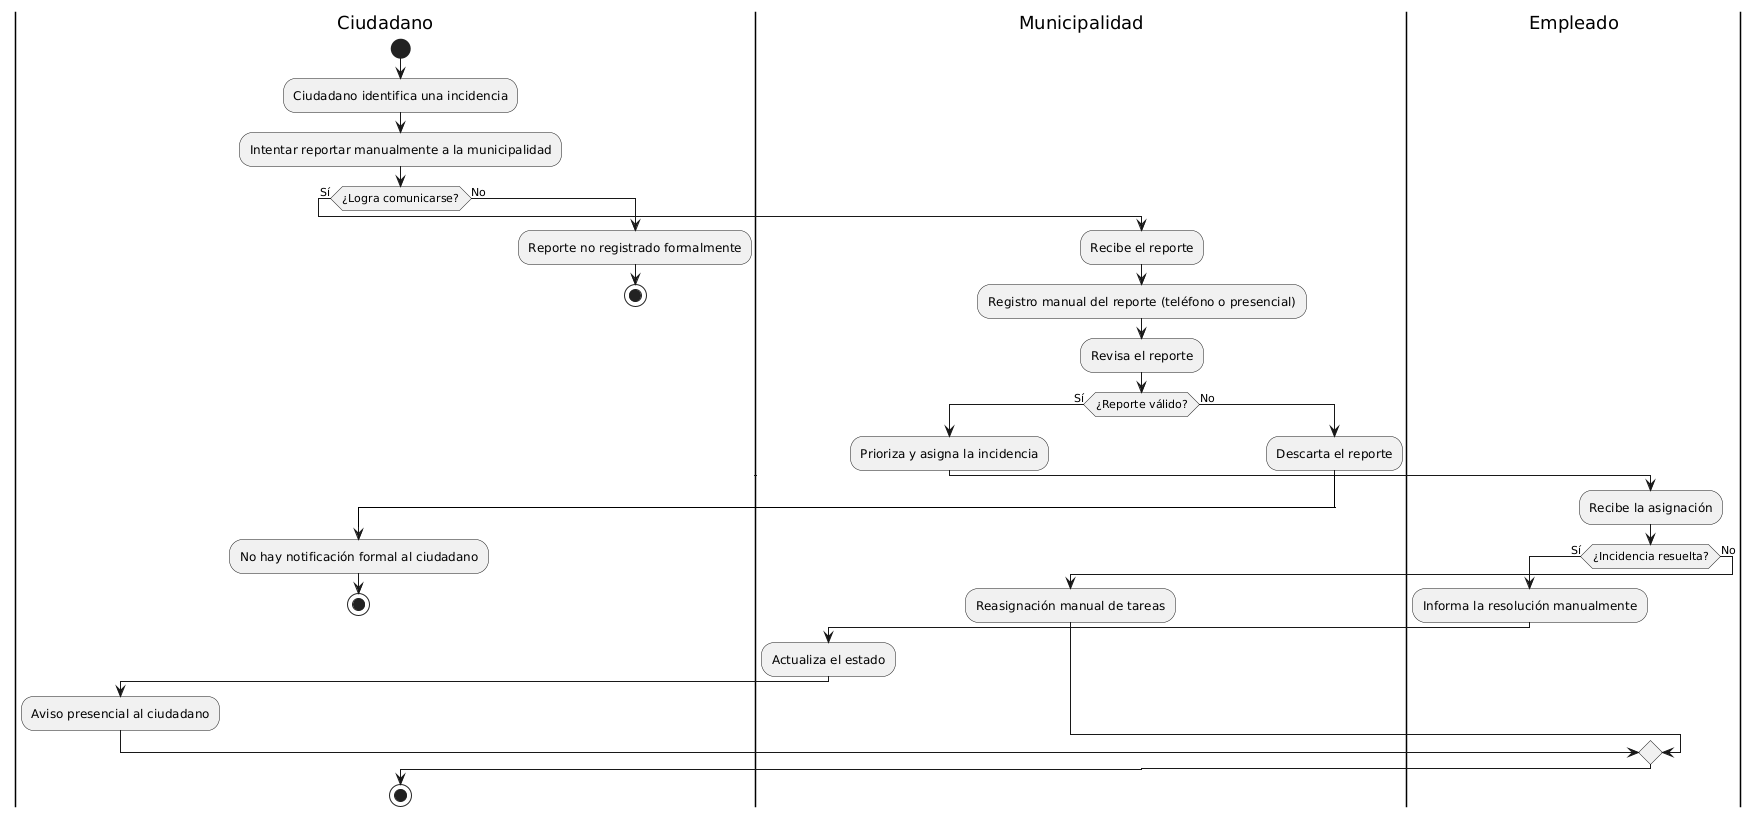 Ciudadano
Municipalidad
Empleado
Ciudadano identifica una incidencia
Intentar reportar manualmente a la municipalidad
Sí
¿Logra comunicarse?
No
Reporte no registrado formalmente
Recibe el reporte
Registro manual del reporte (teléfono o presencial)
Revisa el reporte
Sí
¿Reporte válido?
No
Prioriza y asigna la incidencia
Descarta el reporte
Recibe la asignación
No hay notificación formal al ciudadano
Sí
¿Incidencia resuelta?
No
Reasignación manual de tareas
Informa la resolución manualmente
Actualiza el estado
Aviso presencial al ciudadano